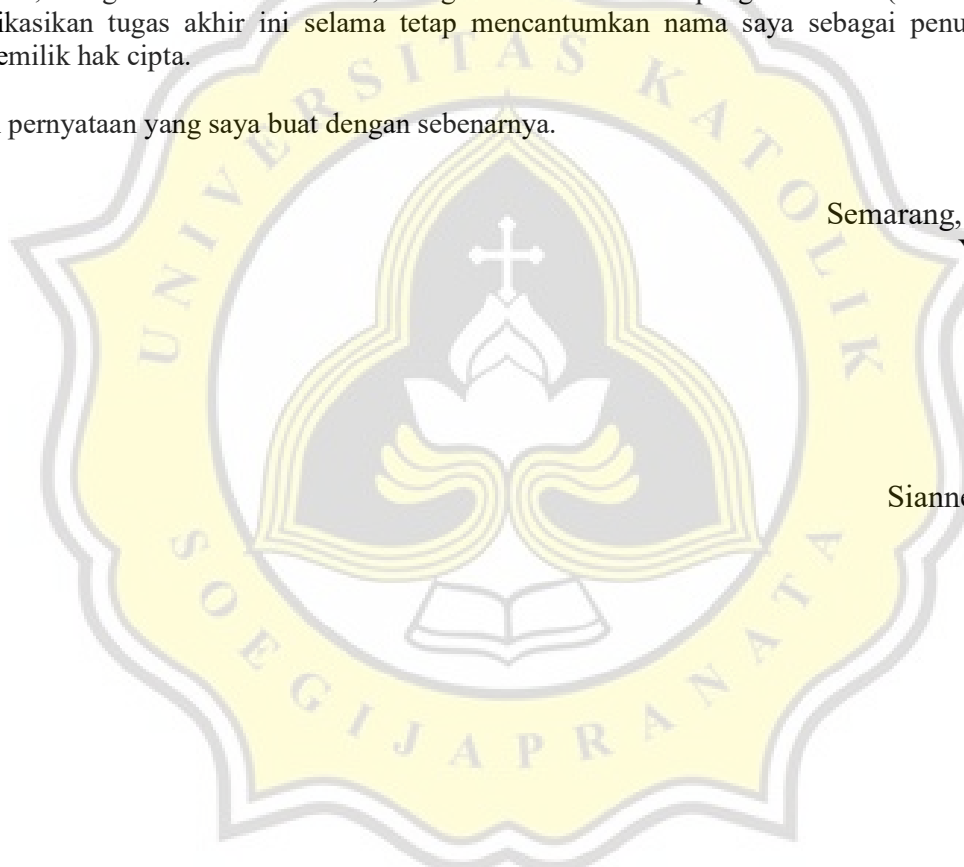 ikasikan tugas akhir ini selama tetap mencantumkan nama saya sebagai penu
emilik hak cipta.
pernyataan yang saya buat dengan sebenarnya.
Semarang,
Sianne
UNIVERSITAS KATOLIK
SOEGIJAPRANATA